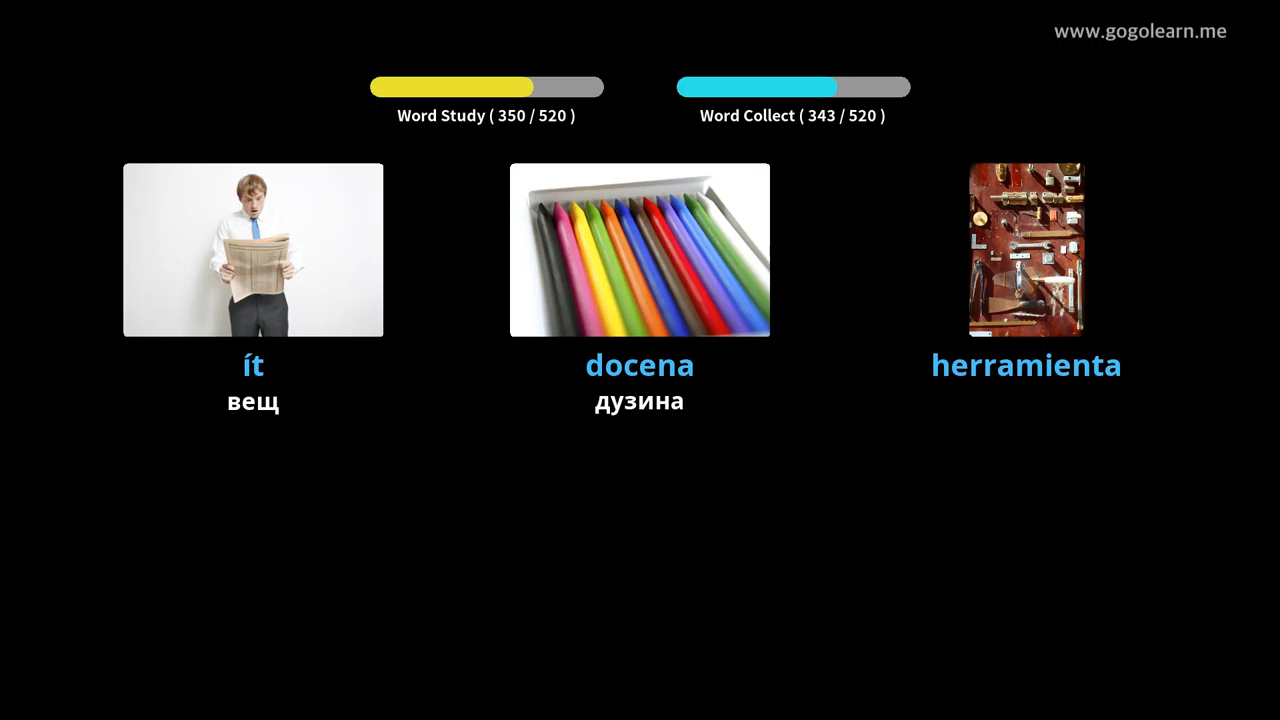 www.gogolearn.me
Word Study ( 350 / 520 )
Word Collect ( 343 / 520 )
ít
docena
herramienta
вещ
дузина